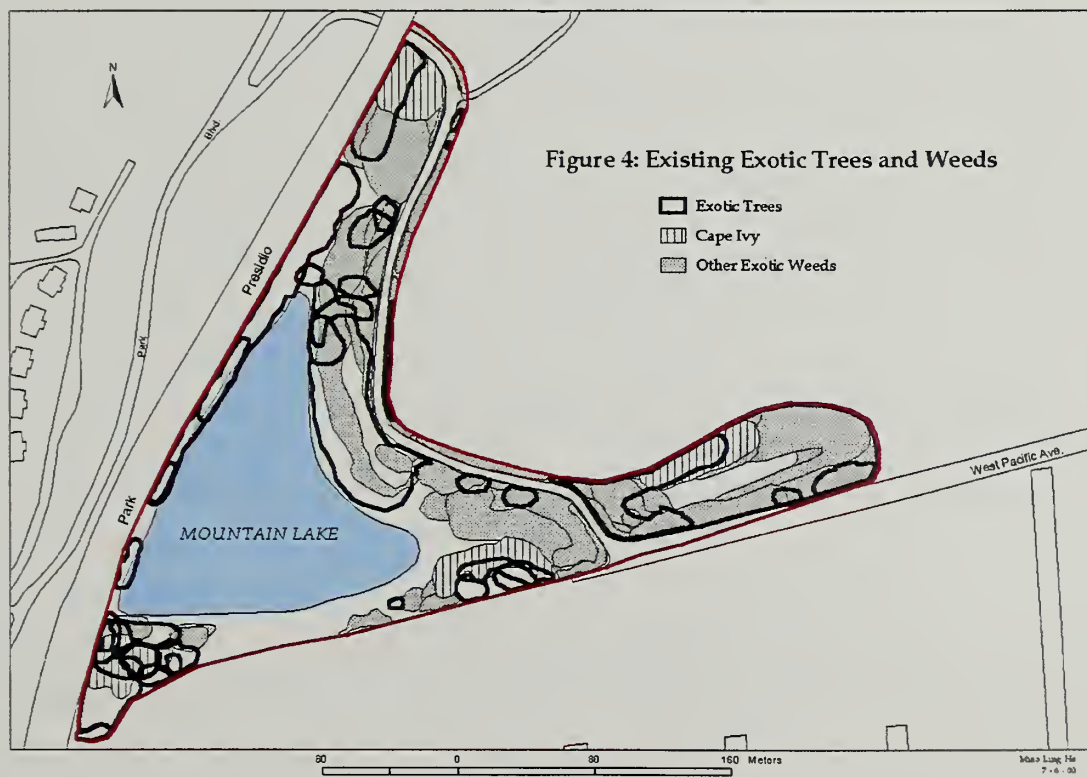 N
Blvd.
Presidio
Park
Park
Figure 4: Existing Exotic Trees and Weeds
Exotic Trees
Cape Ivy
Other Exotic Weeds
West Pacific Ave.
MOUNTAIN LAKE
80 0 80 160 Meters